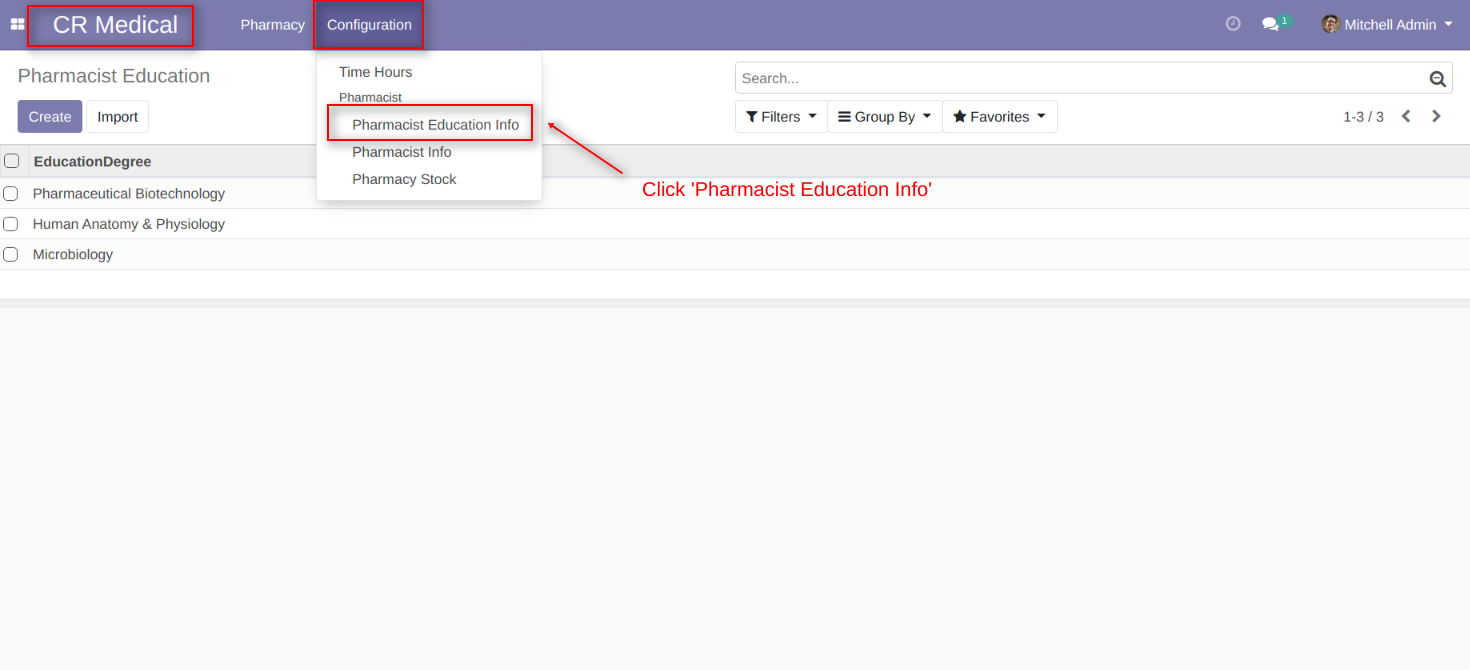 CR Medical Pharmacy Configuration 1 Mitchell Admin
Pharmacist Education
Time Hours
Search...
Pharmacist
Create Import
Pharmacist Education Info
Filters Group By Favorites 1-3 / 3
Pharmacist Info
Pharmacy Stock
Click 'Pharmacist Education Info'
EducationDegree
Pharmaceutical Biotechnology
Human Anatomy & Physiology
Microbiology